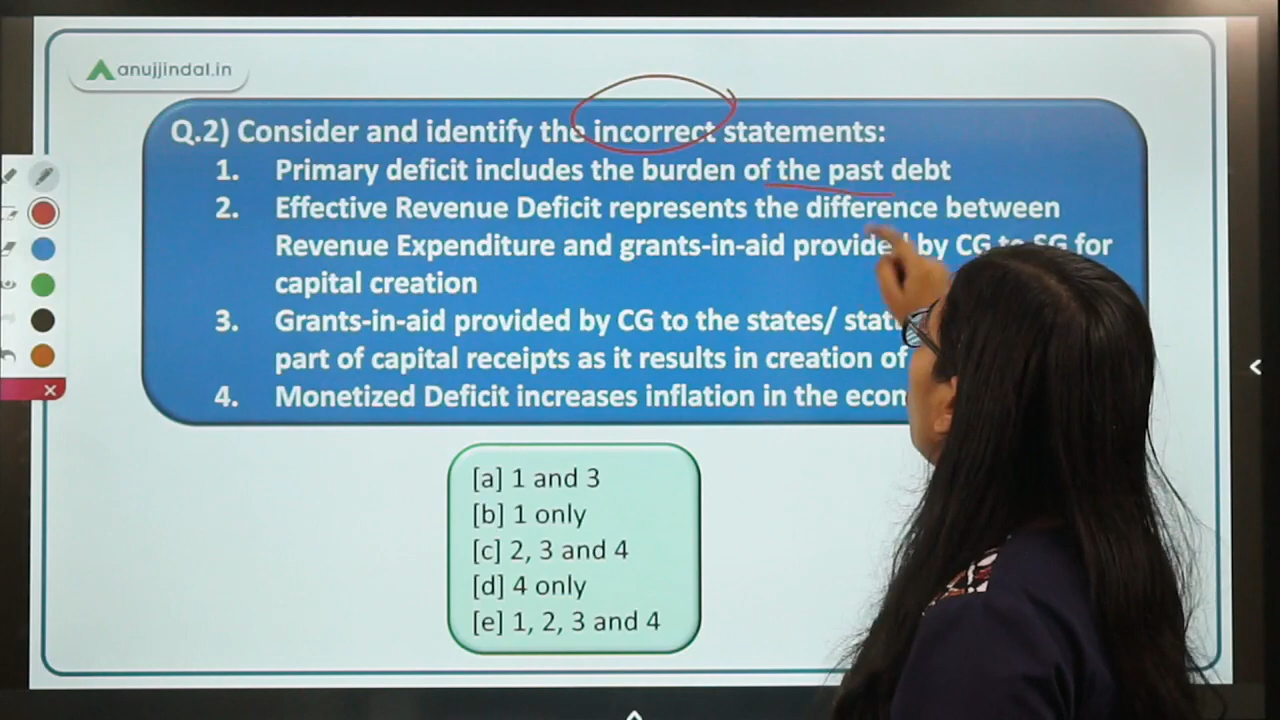 anujjindal.in
Q.2) Consider and identify the incorrect statements:
1. Primary deficit includes the burden of the past debt
2. Effective Revenue Deficit represents the difference between
Revenue Expenditure and grants-in-aid provided by CG to SG for
capital creation
3. Grants-in-aid provided by CG to the states/
part of capital receipts as it results in creation of
4. Monetized Deficit increases inflation in the
[a] 1 and 3
[b] 1 only
[c] 2, 3 and 4
[d] 4 only
[e] 1, 2, 3 and 4